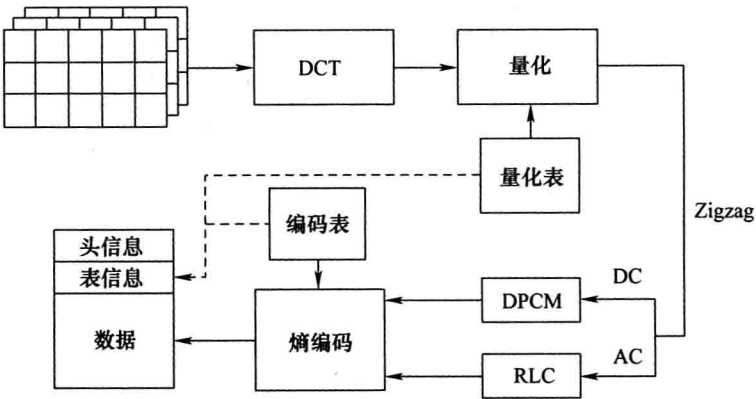 DCT
量化
量化表
Zigzag
编码表
头信息
表信息
数据
熵编码
DPCM
DC
RLC
AC